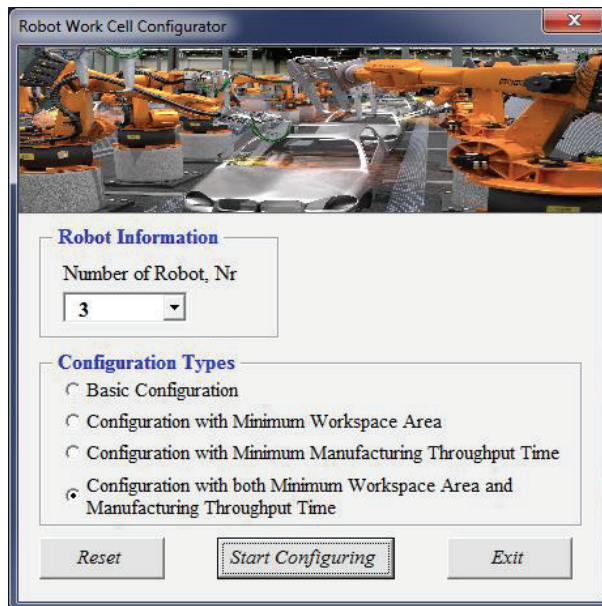 Robot Work Cell Configurator
Robot Information
Number of Robot, Nr
3
Configuration Types
Basic Configuration
Configuration with Minimum Workspace Area
Configuration with Minimum Manufacturing Throughput Time
Configuration with both Minimum Workspace Area and
Manufacturing Throughput Time
Reset
Start Configuring
Exit